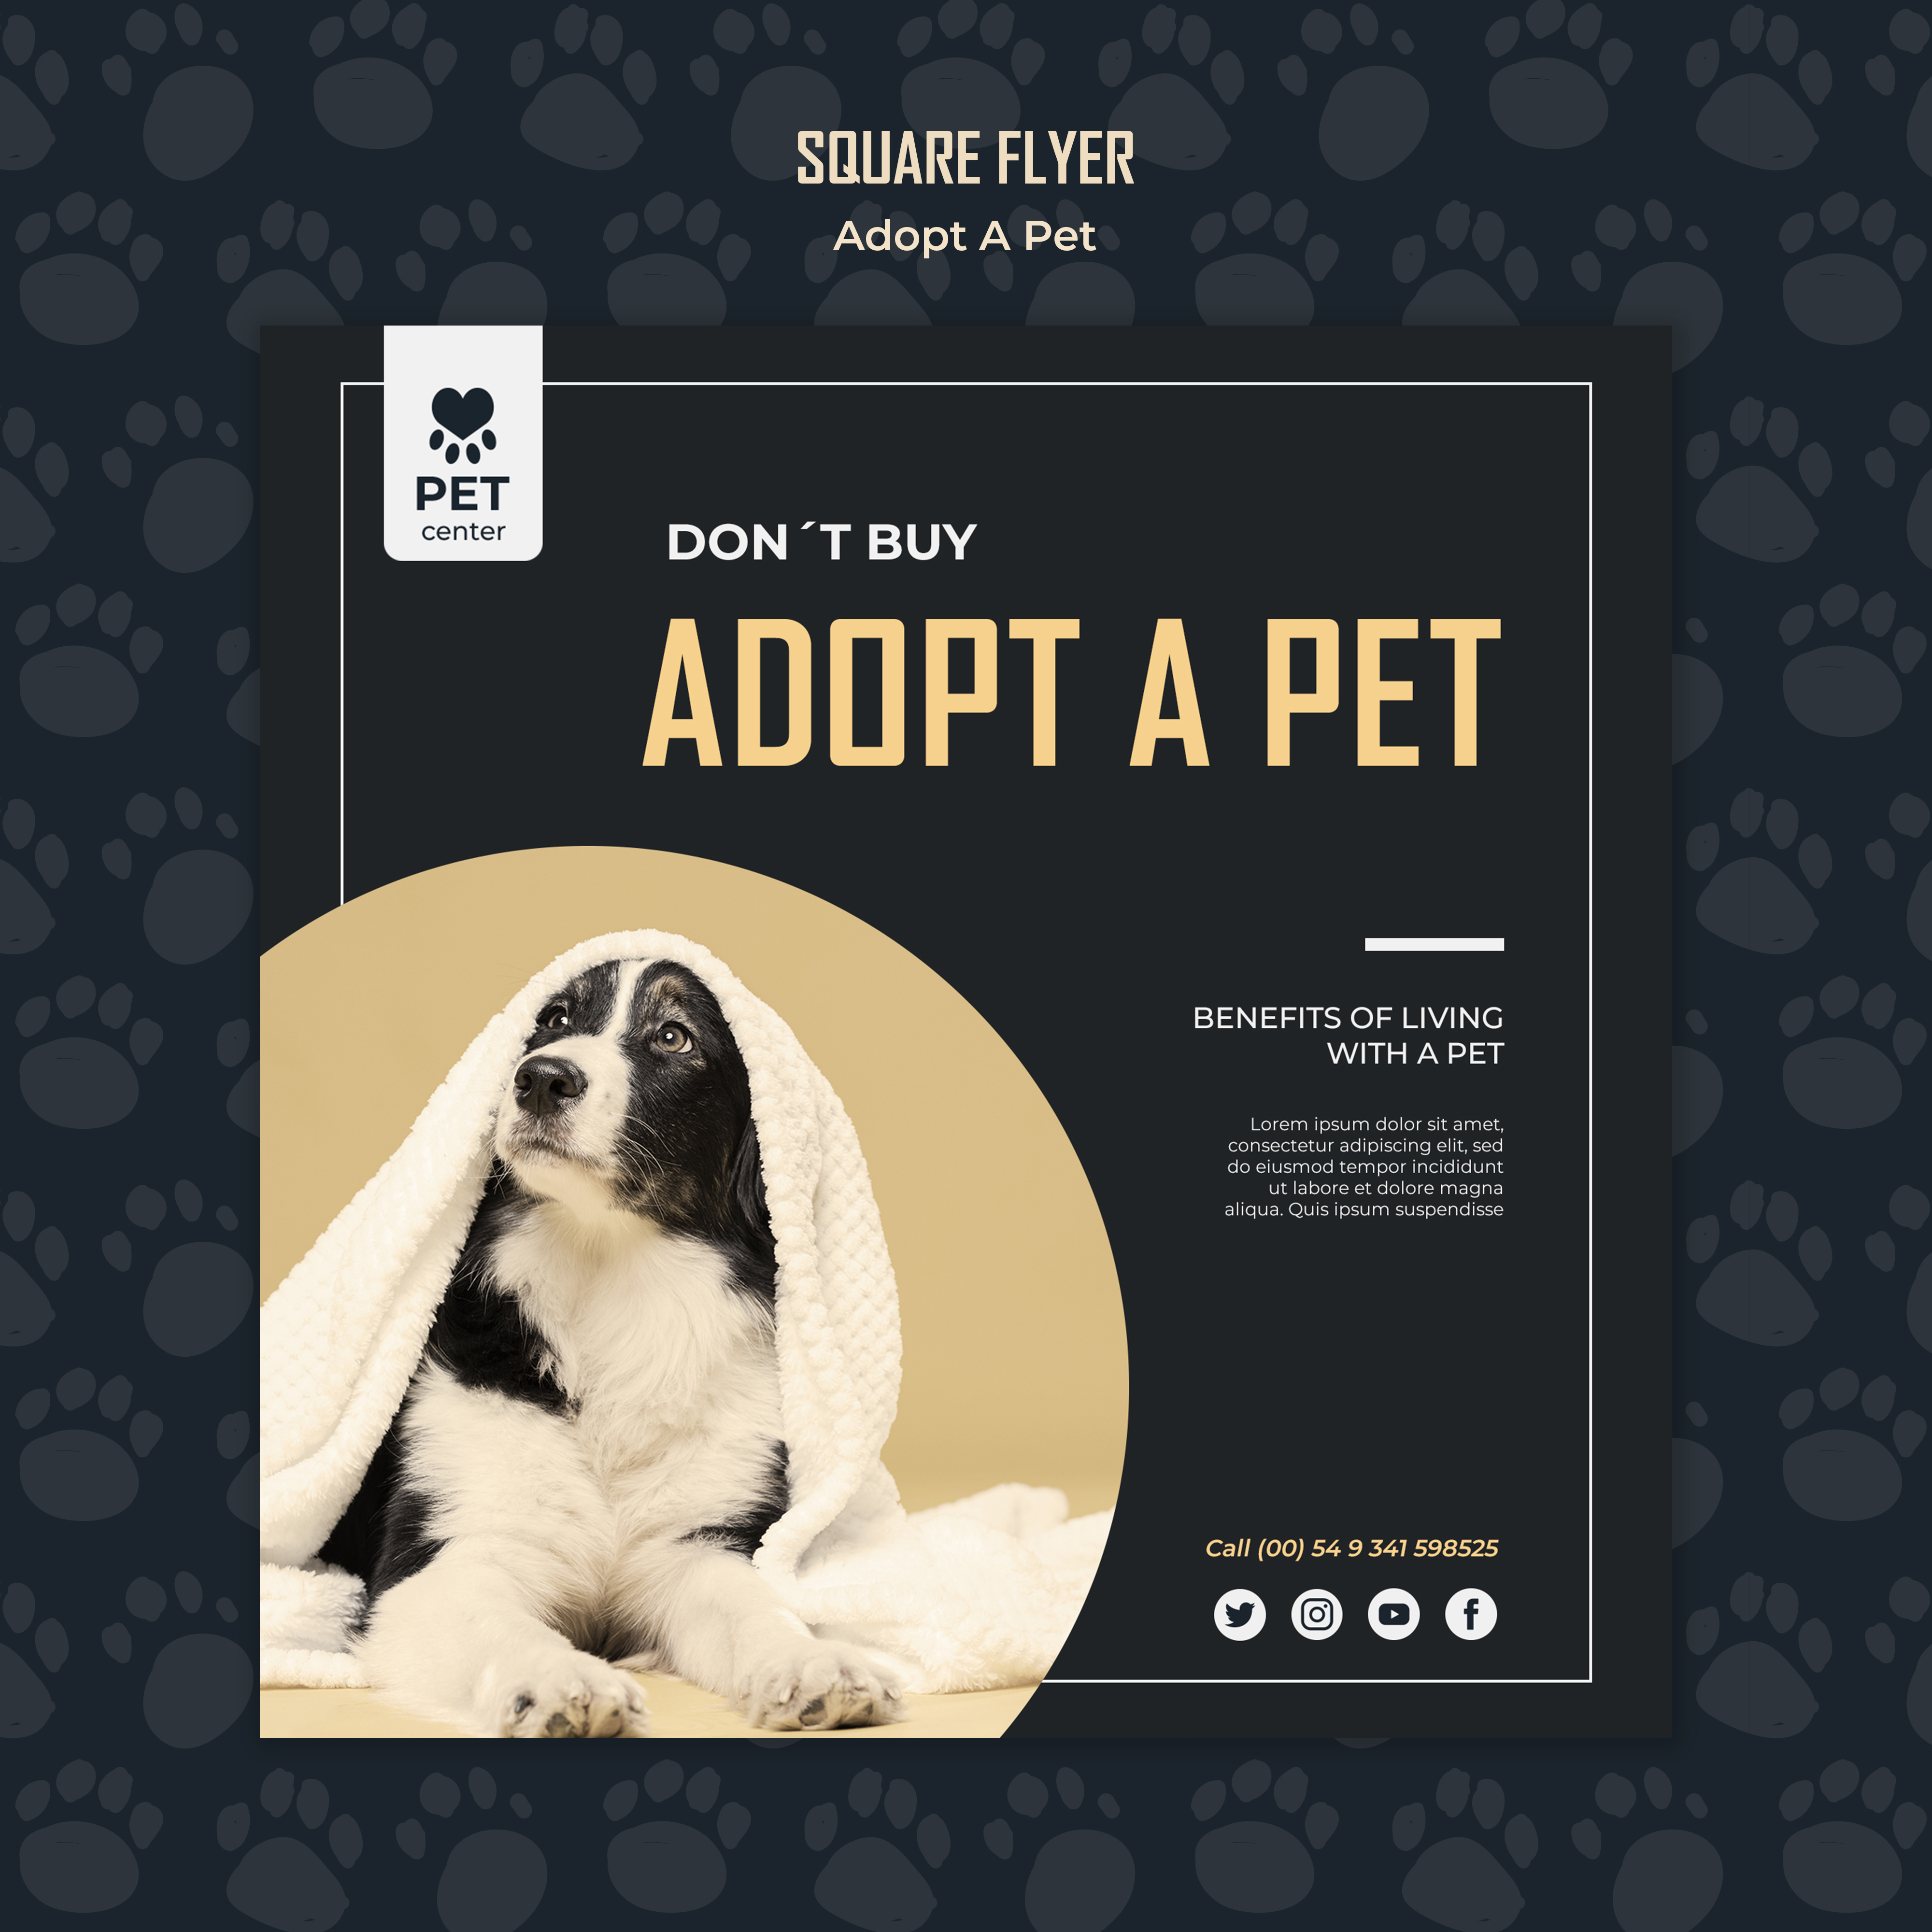 SQUARE FLYER
Adopt A Pet
PET
center
DON´T BUY
ADOPT A PET
BENEFITS OF LIVING
WITH A PET
Lorem ipsum dolor sit amet,
consectetur adipiscing elit, sed
do eiusmod tempor incididunt
ut labore et dolore magna
aliqua. Quis ipsum suspendisse
Call (00) 54 9 341 598525